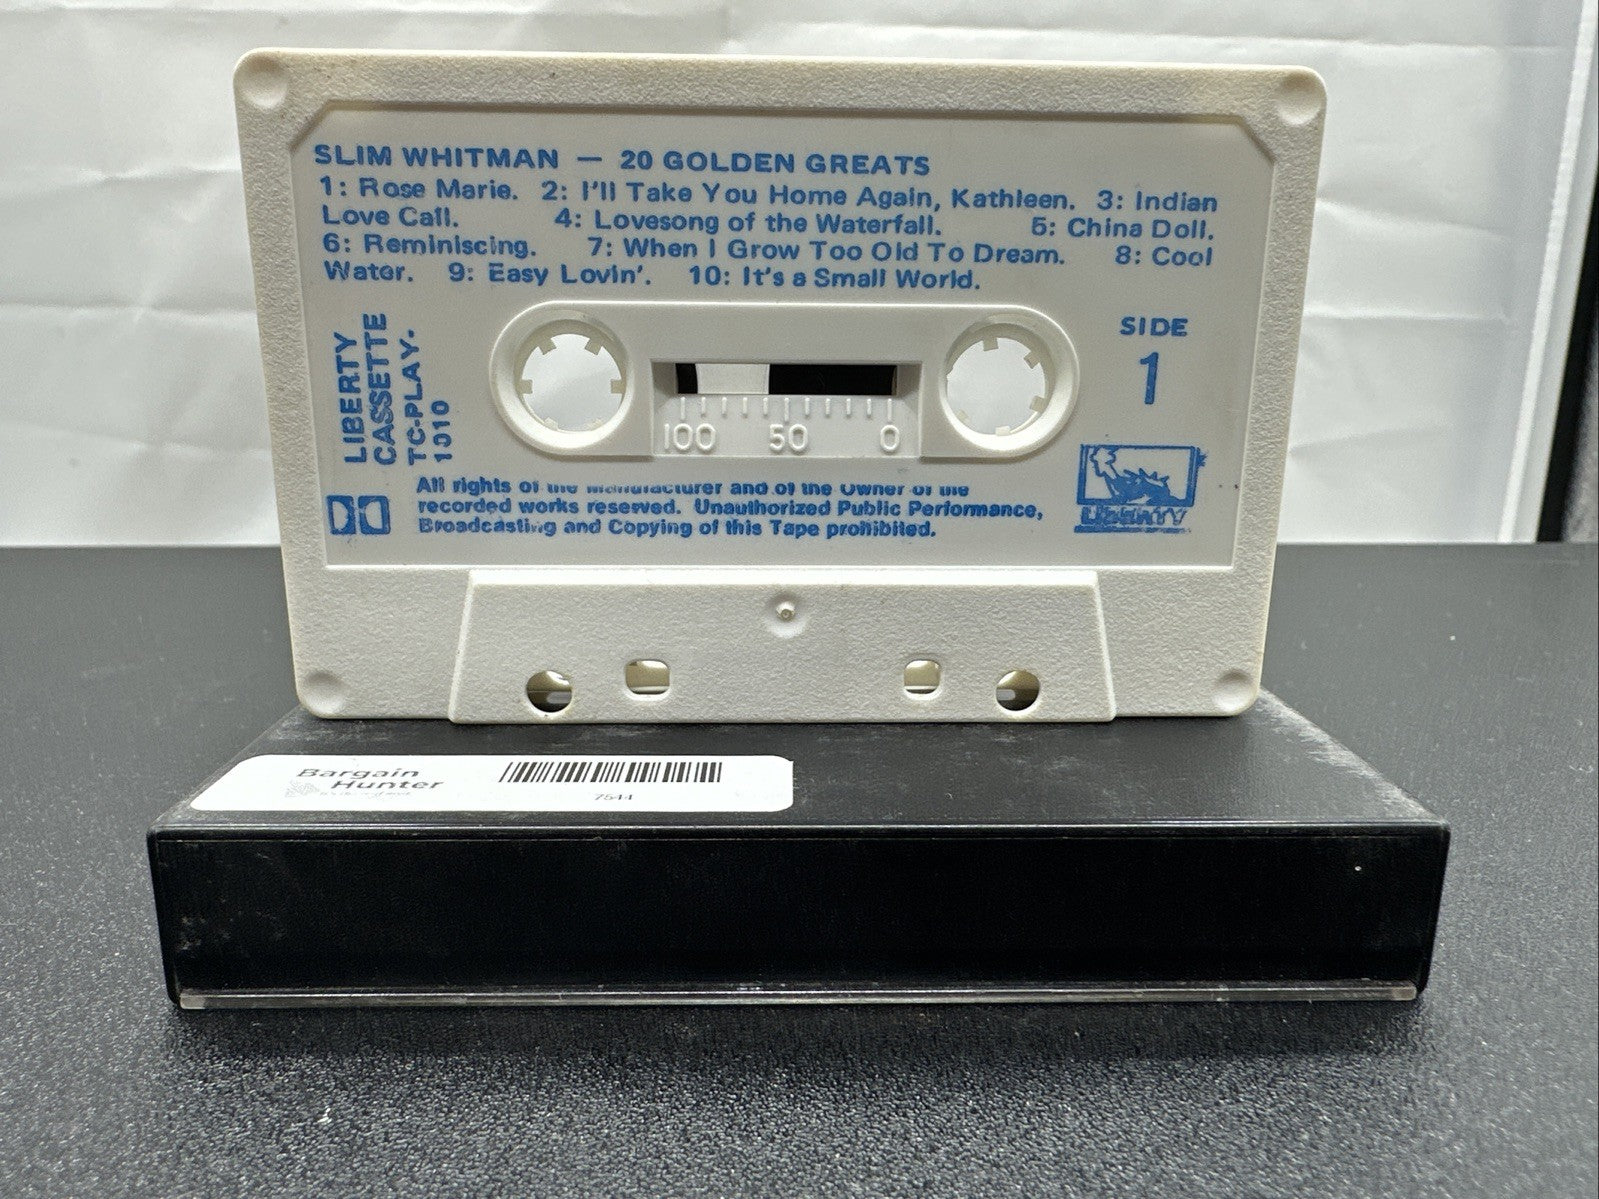 SLIM WHITMAN — 20 GOLDEN GREATS
1: Rose Marie. 2: I'll Take You Home Again, Kathleen. 3: Indian
Love Call. 4: Lovesong of the Waterfall. 5: China Doll.
6: Reminiscing. 7: When I Grow Too Old To Dream. 8: Cool
Water. 9: Easy Lovin'. 10: It's a Small World.
LIBERTY
CASSETTE
TC-PLAY-
1010
SIDE
1
100 50 0
All rights of the manufacturer and of the Owner of the
recorded works reserved. Unauthorized Public Performance,
Broadcasting and Copying of this Tape prohibited.
Liberty
Bargain
Hunter
7544